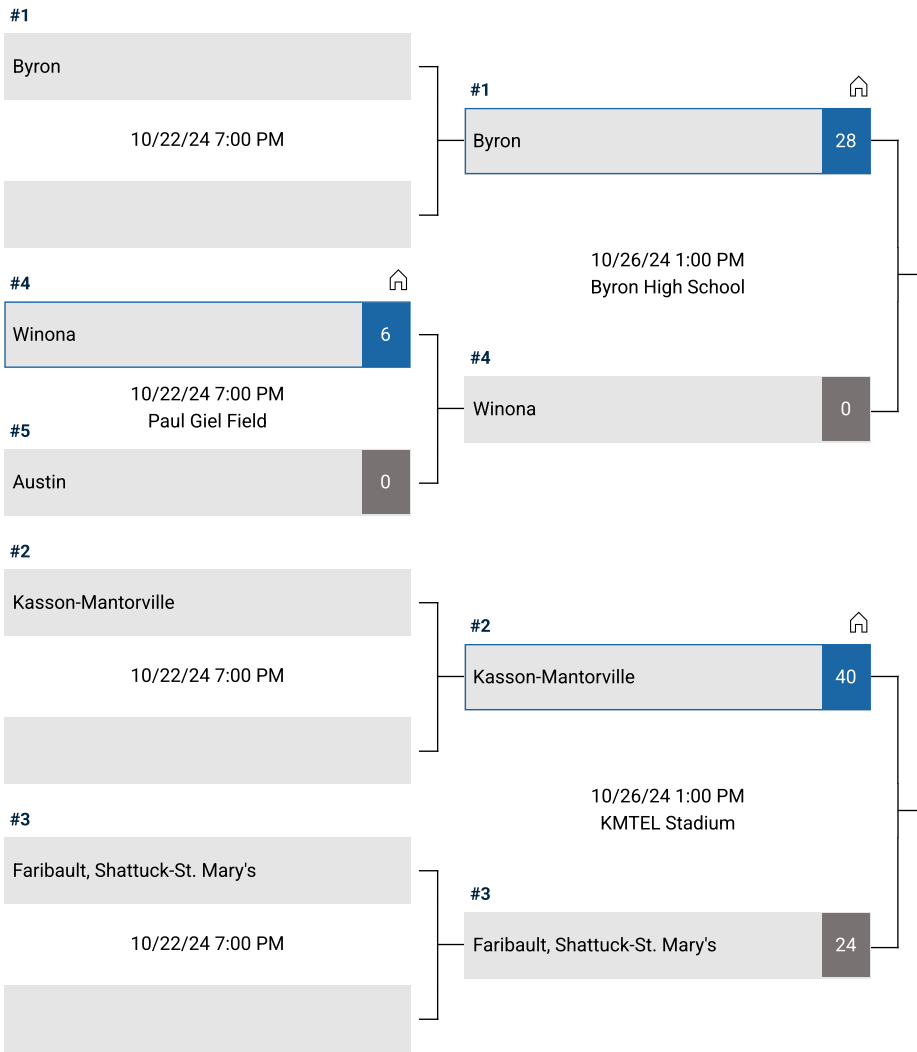 #1
Byron
10/22/24 7:00 PM
#4
Winona
6
10/22/24 7:00 PM
Paul Giel Field
#5
Austin
0
#2
Kasson-Mantorville
10/22/24 7:00 PM
#3
Faribault, Shattuck-St. Mary's
10/22/24 7:00 PM
#1
Byron
28
10/26/24 1:00 PM
Byron High School
#4
Winona
0
#2
Kasson-Mantorville
40
10/26/24 1:00 PM
KMTEL Stadium
#3
Faribault, Shattuck-St. Mary's
24